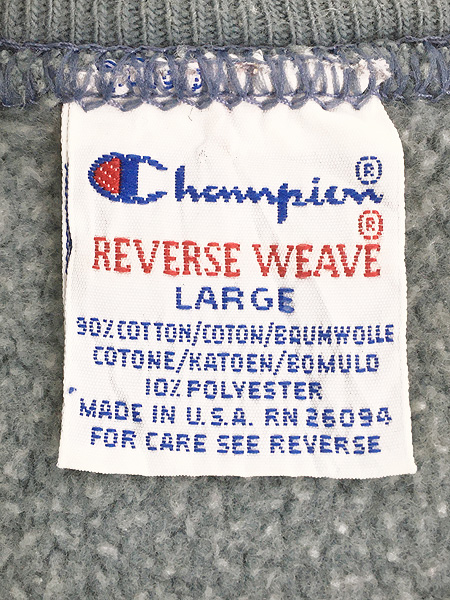 Champion®
REVERSE WEAVE®
LARGE
90% COTTON/COTON/BAUMWOLLE
COTONE/KATOEN/BOMULD
10% POLYESTER
MADE IN U.S.A. RN 26094
FOR CARE SEE REVERSE